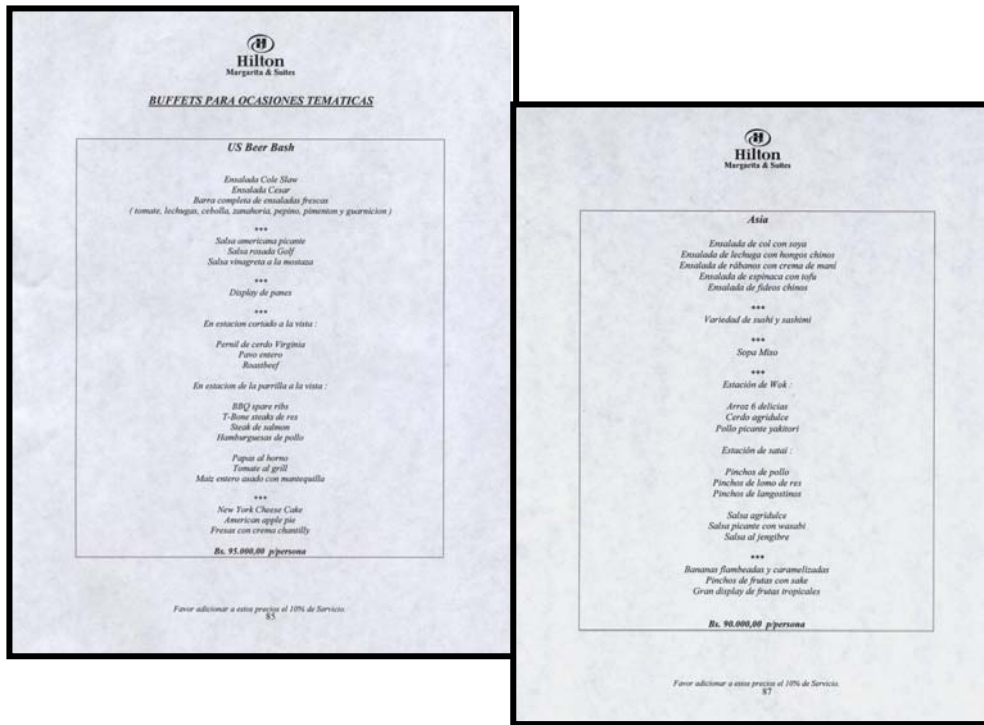 Hilton
Margarita & Suites
BUFFETS PARA OCASIONES TEMATICAS
US Beer Bash
Ensalada Cole Slaw
Ensalada Cesar
Barra completa de ensaladas frescas
( tomate, lechugas, cebolla, zanahoria, pepino, pimenton y guarnicion )
***
Salsa americana picante
Salsa rosada Golf
Salsa vinagreta a la mostaza
***
Display de panes
***
En estacion cortado a la vista :
Pernil de cerdo Virginia
Pavo entero
Roastbeef
En estacion de la parrilla a la vista :
BBQ spare ribs
T-Bone steaks de res
Steak de salmon
Hamburguesas de pollo
Papas al horno
Tomate al grill
Maiz entero asado con mantequilla
***
New York Cheese Cake
American apple pie
Fresas con crema chantilly
Bs. 95.000,00 p/persona
Favor adicionar a estos precios el 10% de Servicio.
85
Hilton
Margarita & Suites
Asia
Ensalada de col con soya
Ensalada de lechuga con hongos chinos
Ensalada de rábanos con crema de maní
Ensalada de espinaca con tofu
Ensalada de fideos chinos
***
Variedad de sushi y sashimi
***
Sopa Miso
***
Estación de Wok :
Arroz 6 delicias
Cerdo agridulce
Pollo picante yakitori
Estación de satai :
Pinchos de pollo
Pinchos de lomo de res
Pinchos de langostinos
Salsa agridulce
Salsa picante con wasabi
Salsa al jengibre
***
Bananas flambeadas y caramelizadas
Pinchos de frutas con sake
Gran display de frutas tropicales
Bs. 90.000,00 p/persona
Favor adicionar a estos precios el 10% de Servicio.
87